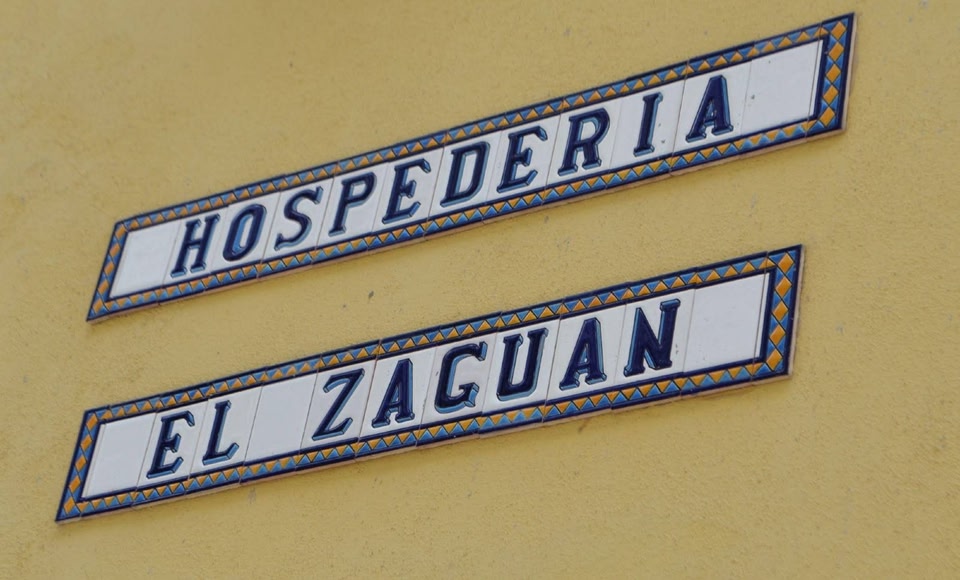 HOSPEDERIA
EL ZAGUAN